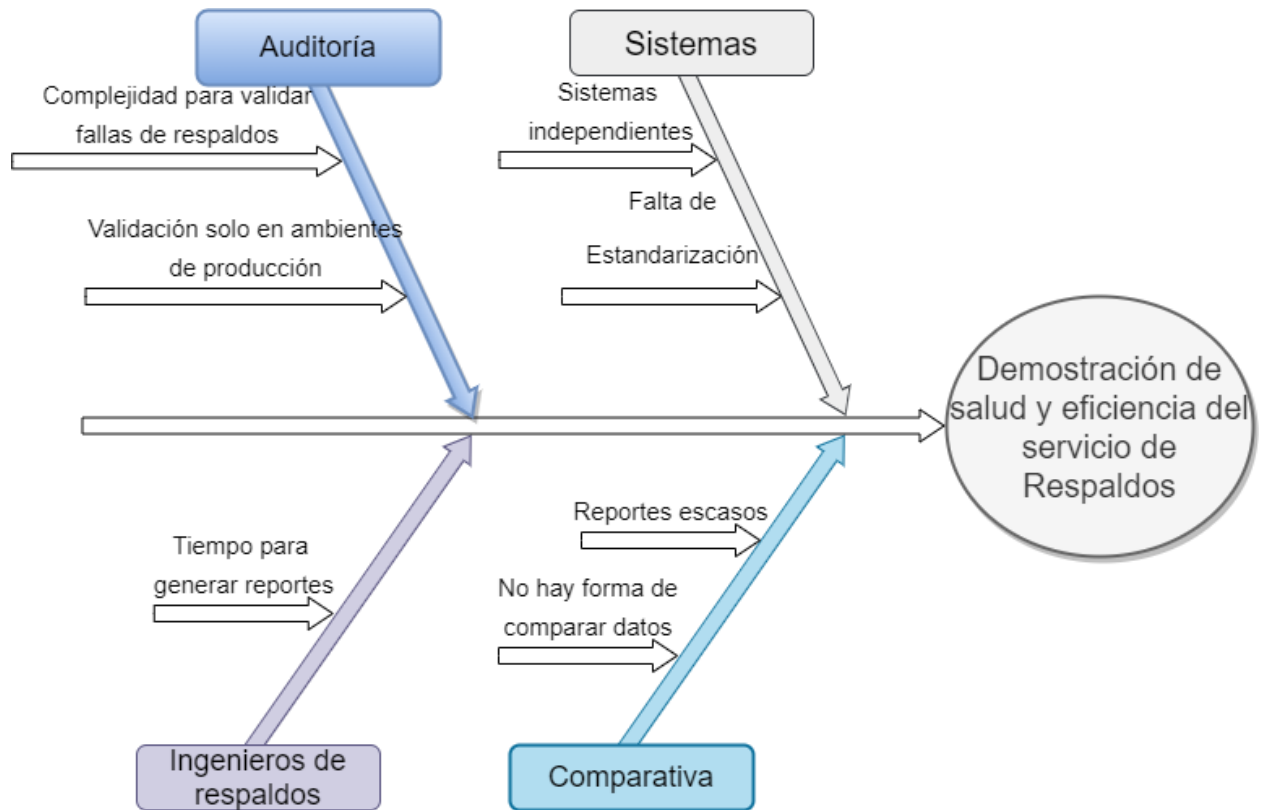 Auditoría
Sistemas
Complejidad para validar
fallas de respaldos
Sistemas
independientes
Validación solo en ambientes
de producción
Falta de
Estandarización
Demostración de
salud y eficiencia del
servicio de
Respaldos
Tiempo para
generar reportes
Reportes escasos
No hay forma de
comparar datos
Ingenieros de
respaldos
Comparativa